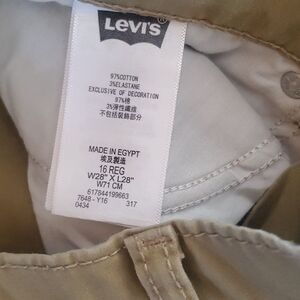 LEVI'S
97%COTTON
3%ELASTANE
EXCLUSIVE OF DECORATION
97%棉
3%彈性纖維
不包括裝飾部分
MADE IN EGYPT
埃及製造
16 REG
W28" X L28"
W71 CM
617844199663
7648 - Y16 317
0434